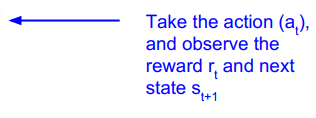 Take the action (aₜ),
and observe the
reward rₜ and next
state sₜ₊₁